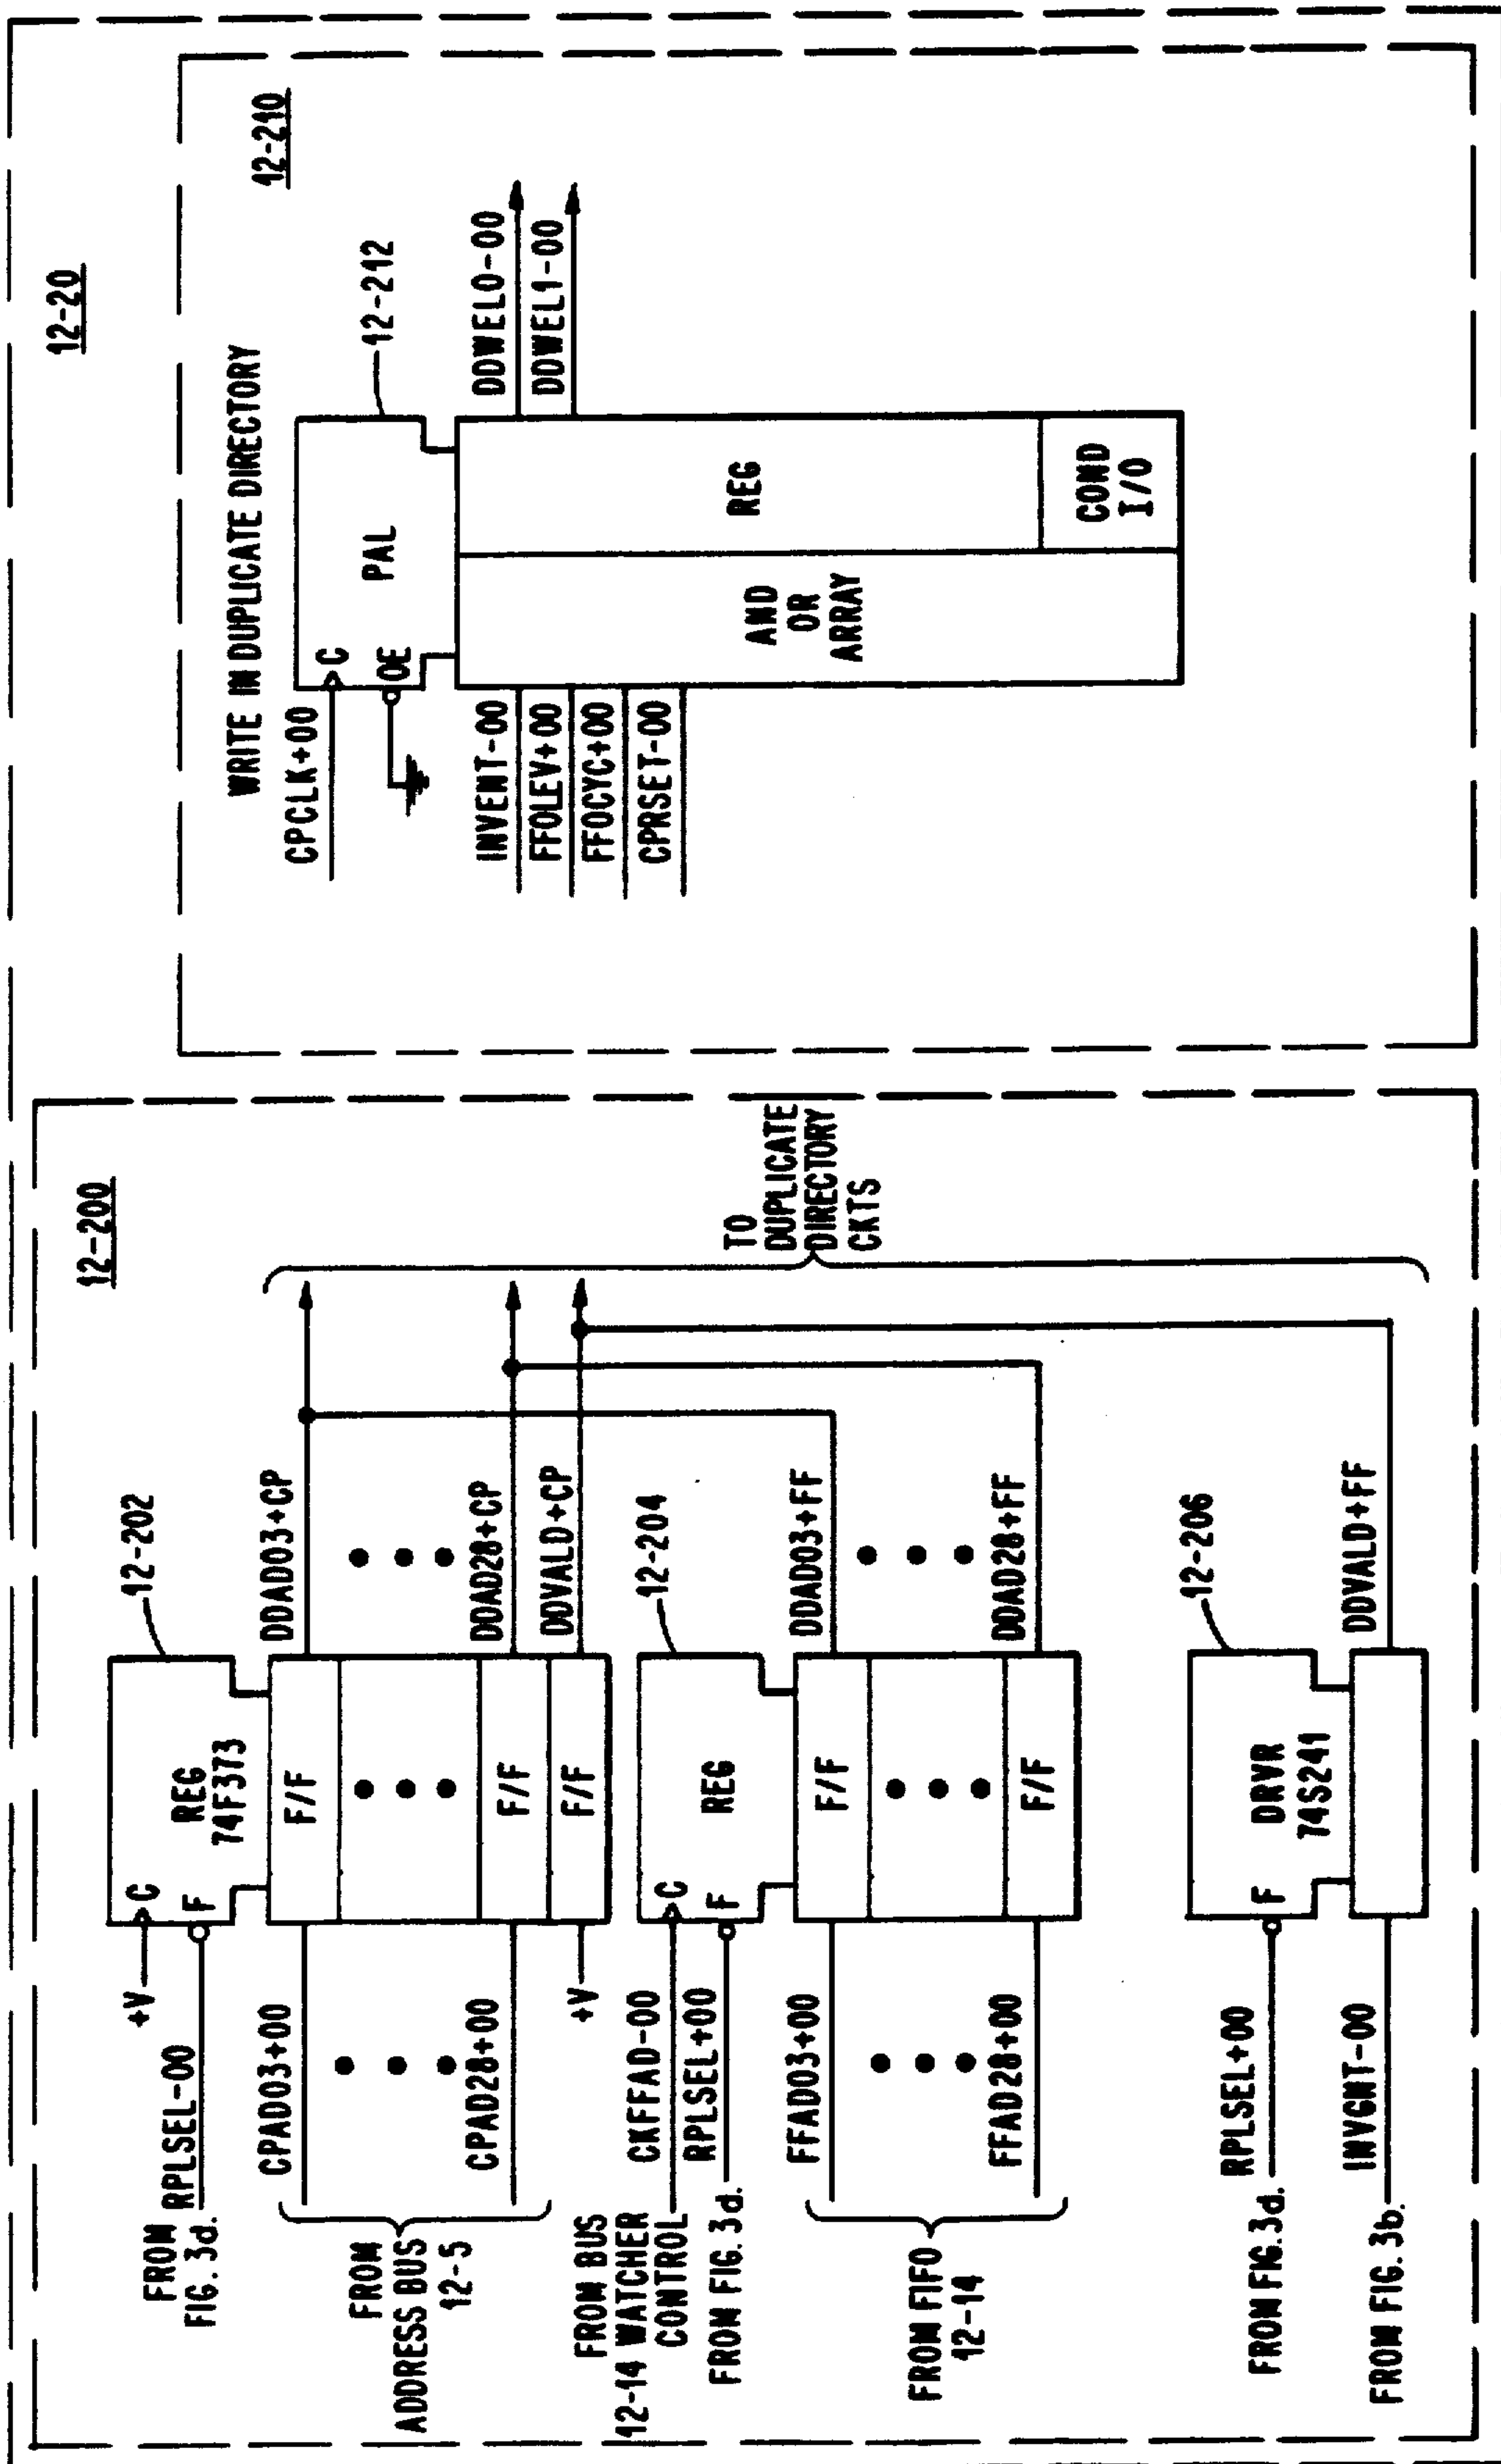 12-20
12-200
FROM
FIG. 3d.
RPLSEL-00
+V
C
F
REG
74F373
12-202
FROM
ADDRESS BUS
12-5
CPAD03+00
CPAD28+00
+V
F/F
F/F
F/F
DDAD03+CP
DDAD28+CP
DDVALD+CP
FROM BUS
12-14 WATCHER
CONTROL
CKFFAD-00
FROM FIG. 3d.
RPLSEL+00
C
F
REG
12-204
FROM FIFO
12-14
FFAD03+00
FFAD28+00
F/F
F/F
DDAD03+FF
DDAD28+FF
FROM FIG.3d.
RPLSEL+00
F
DRVR
74S241
12-206
FROM FIG. 3b.
INVGNT-00
DDVALD+FF
TO
DUPLICATE
DIRECTORY
CKTS
12-210
WRITE IN DUPLICATE DIRECTORY
CPCLK+00
C
OE
PAL
12-212
INVENT-00
FFOLEV+00
FFOCYC+00
CPRSET-00
AND
OR
ARRAY
REG
COND
I/O
DDWEL0-00
DDWEL1-00